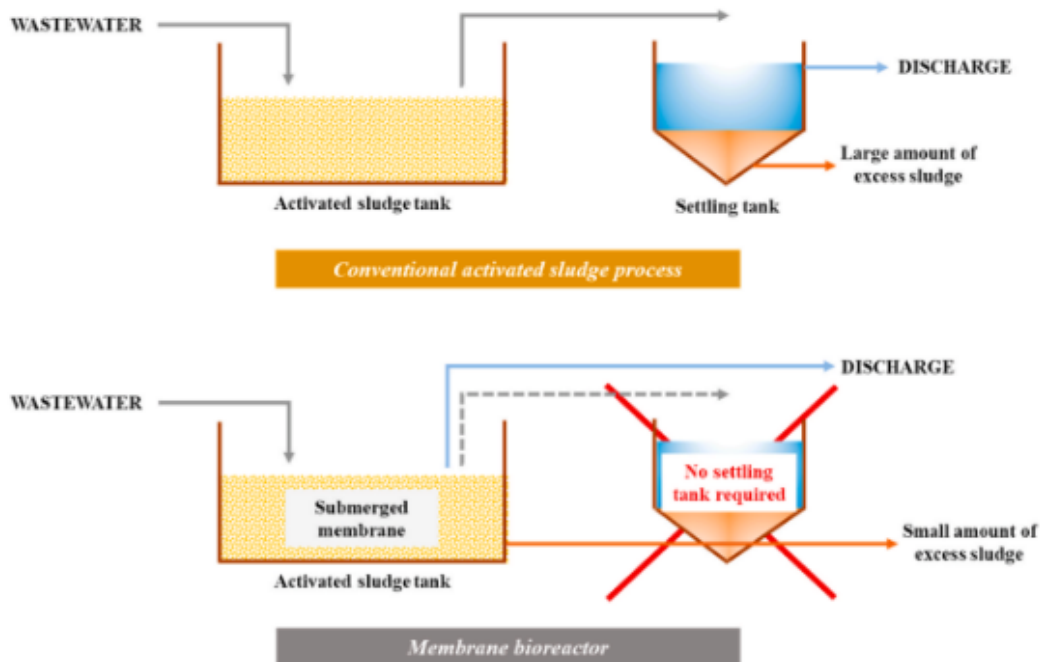 WASTEWATER
DISCHARGE
Large amount of
excess sludge
Activated sludge tank
Settling tank
Conventional activated sludge process
DISCHARGE
WASTEWATER
No settling
tank required
Submerged
membrane
Small amount of
excess sludge
Activated sludge tank
Membrane bioreactor